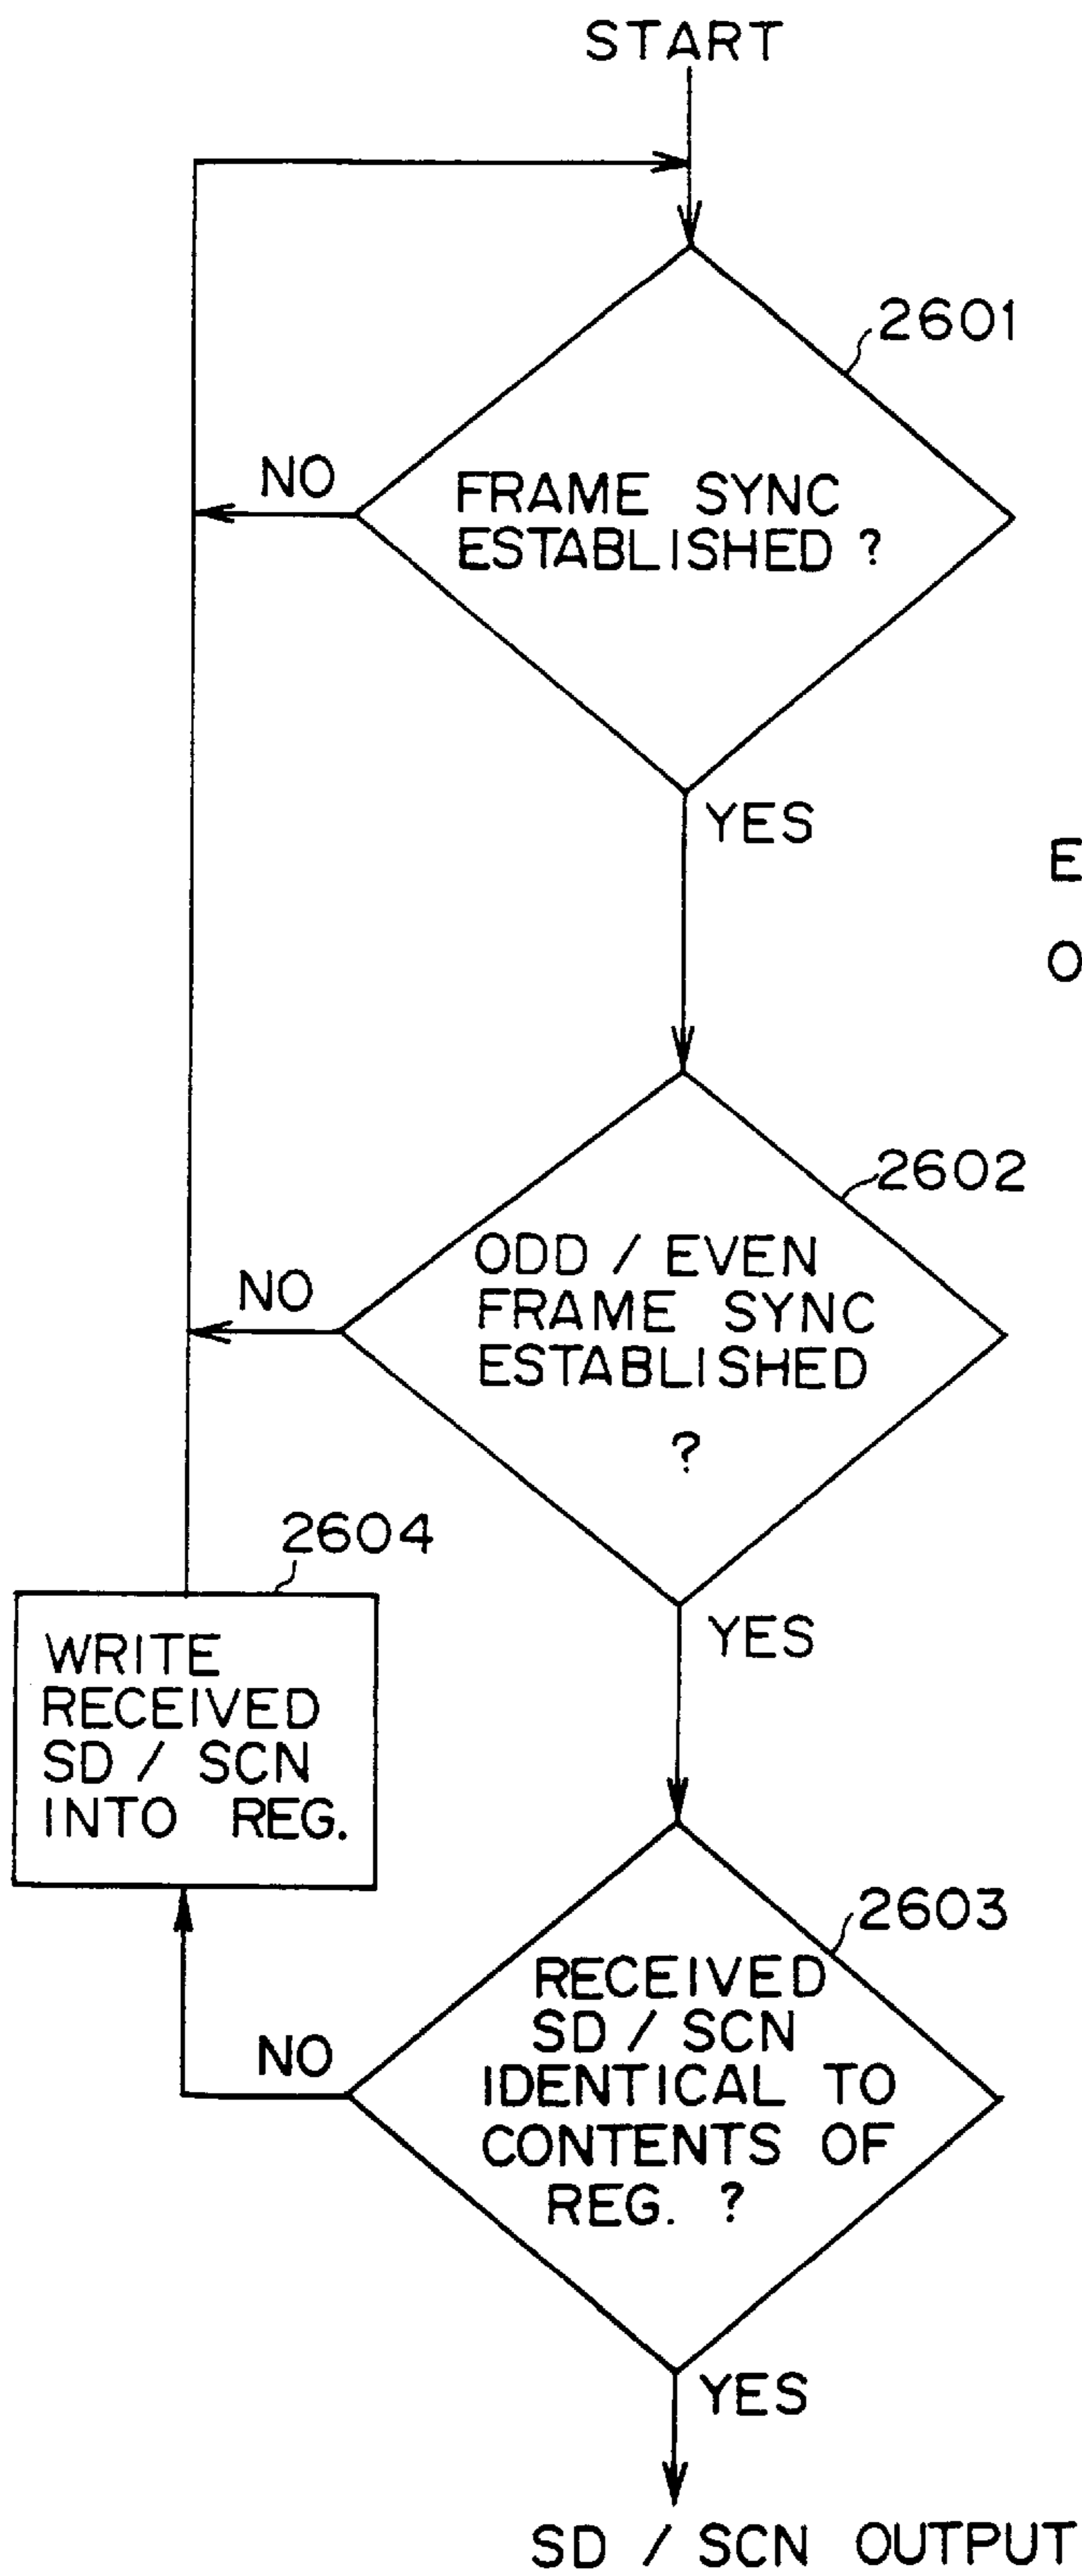 START
2601
NO
FRAME SYNC
ESTABLISHED ?
YES
E
O
2602
NO
ODD / EVEN
FRAME SYNC
ESTABLISHED
?
2604
YES
WRITE
RECEIVED
SD / SCN
INTO REG.
2603
NO
RECEIVED
SD / SCN
IDENTICAL TO
CONTENTS OF
REG. ?
YES
SD / SCN OUTPUT